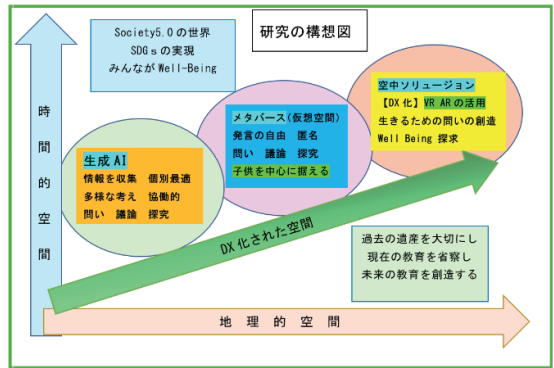 研究の構想図
Society5.0の世界
SDGsの実現
みんながWell-Being
空中ソリューション
【DX化】VR ARの活用
生きるための問いの創造
Well Being 探求
メタバース(仮想空間)
発言の自由 匿名
問い 議論 探究
子供を中心に据える
生成AI
情報を収集 個別最適
多様な考え 協働的
問い 議論 探究
時間的空間
DX化された空間
過去の遺産を大切にし
現在の教育を省察し
未来の教育を創造する
地理的空間